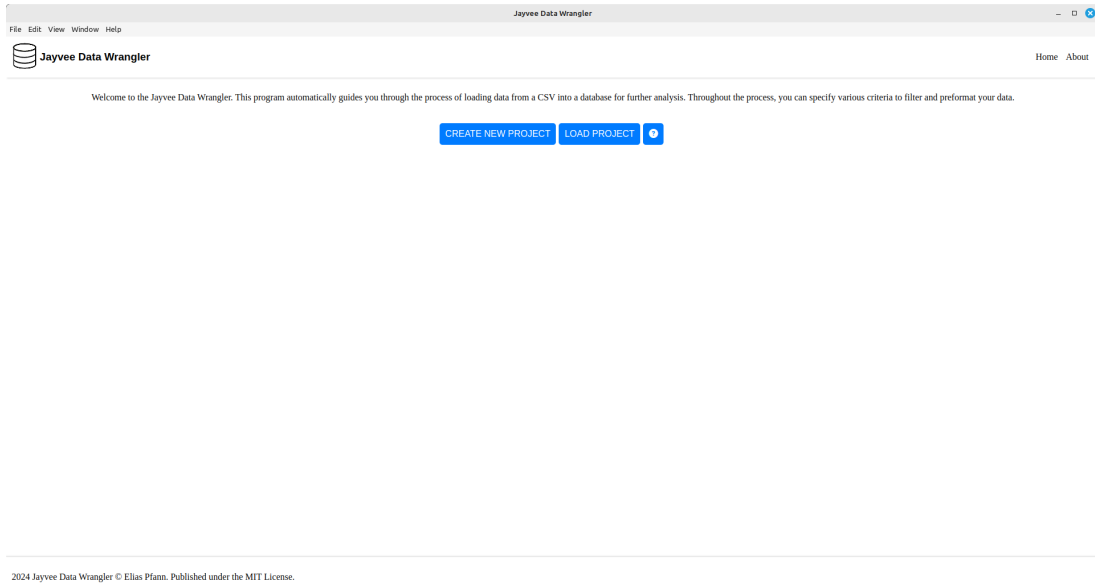 Jayvee Data Wrangler
File Edit View Window Help
Jayvee Data Wrangler
Home About
Welcome to the Jayvee Data Wrangler. This program automatically guides you through the process of loading data from a CSV into a database for further analysis. Throughout the process, you can specify various criteria to filter and preformat your data.
CREATE NEW PROJECT LOAD PROJECT ?
2024 Jayvee Data Wrangler © Elias Pfann. Published under the MIT License.